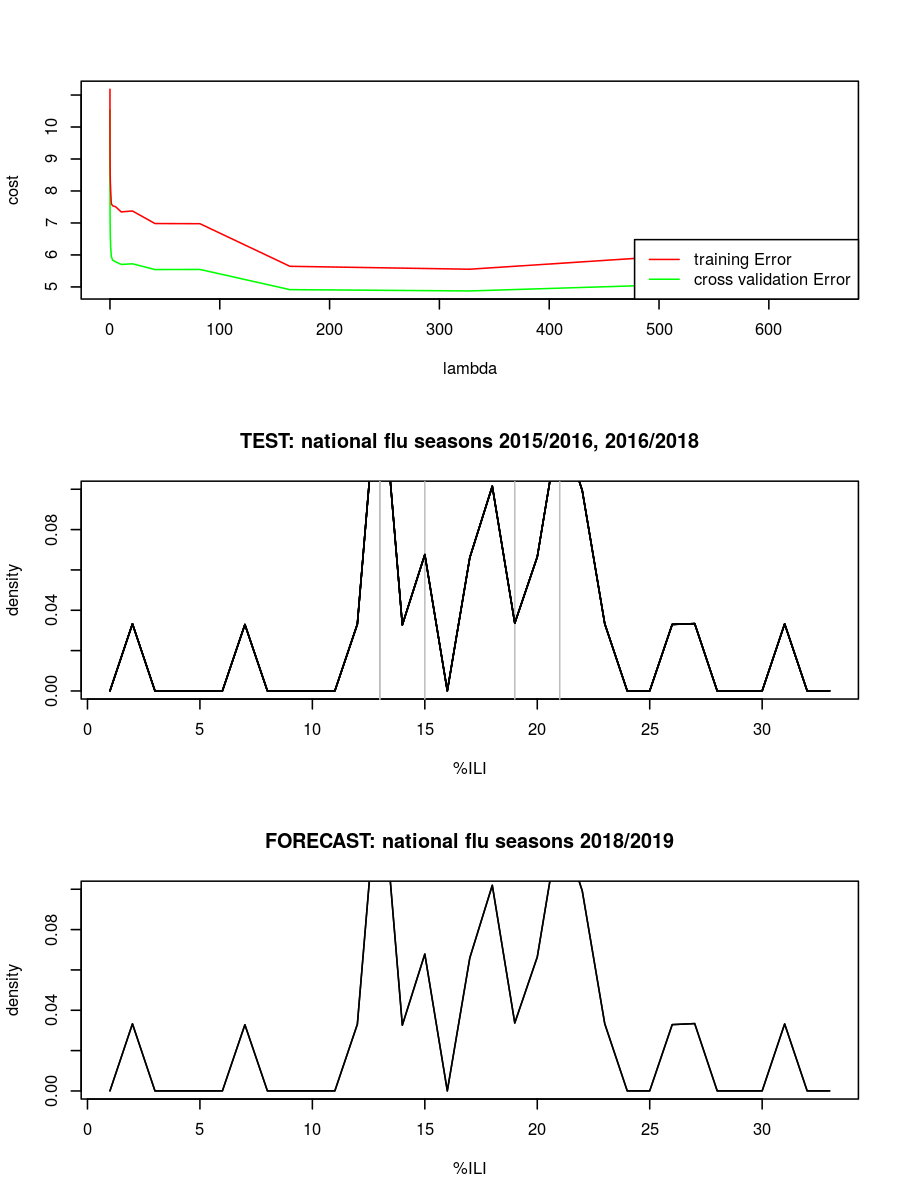 cost
5
6
7
8
9
10
training Error
cross validation Error
0 100 200 300 400 500 600
lambda
TEST: national flu seasons 2015/2016, 2016/2018
density
0.00
0.04
0.08
0 5 10 15 20 25 30
%ILI
FORECAST: national flu seasons 2018/2019
density
0.00
0.04
0.08
0 5 10 15 20 25 30
%ILI